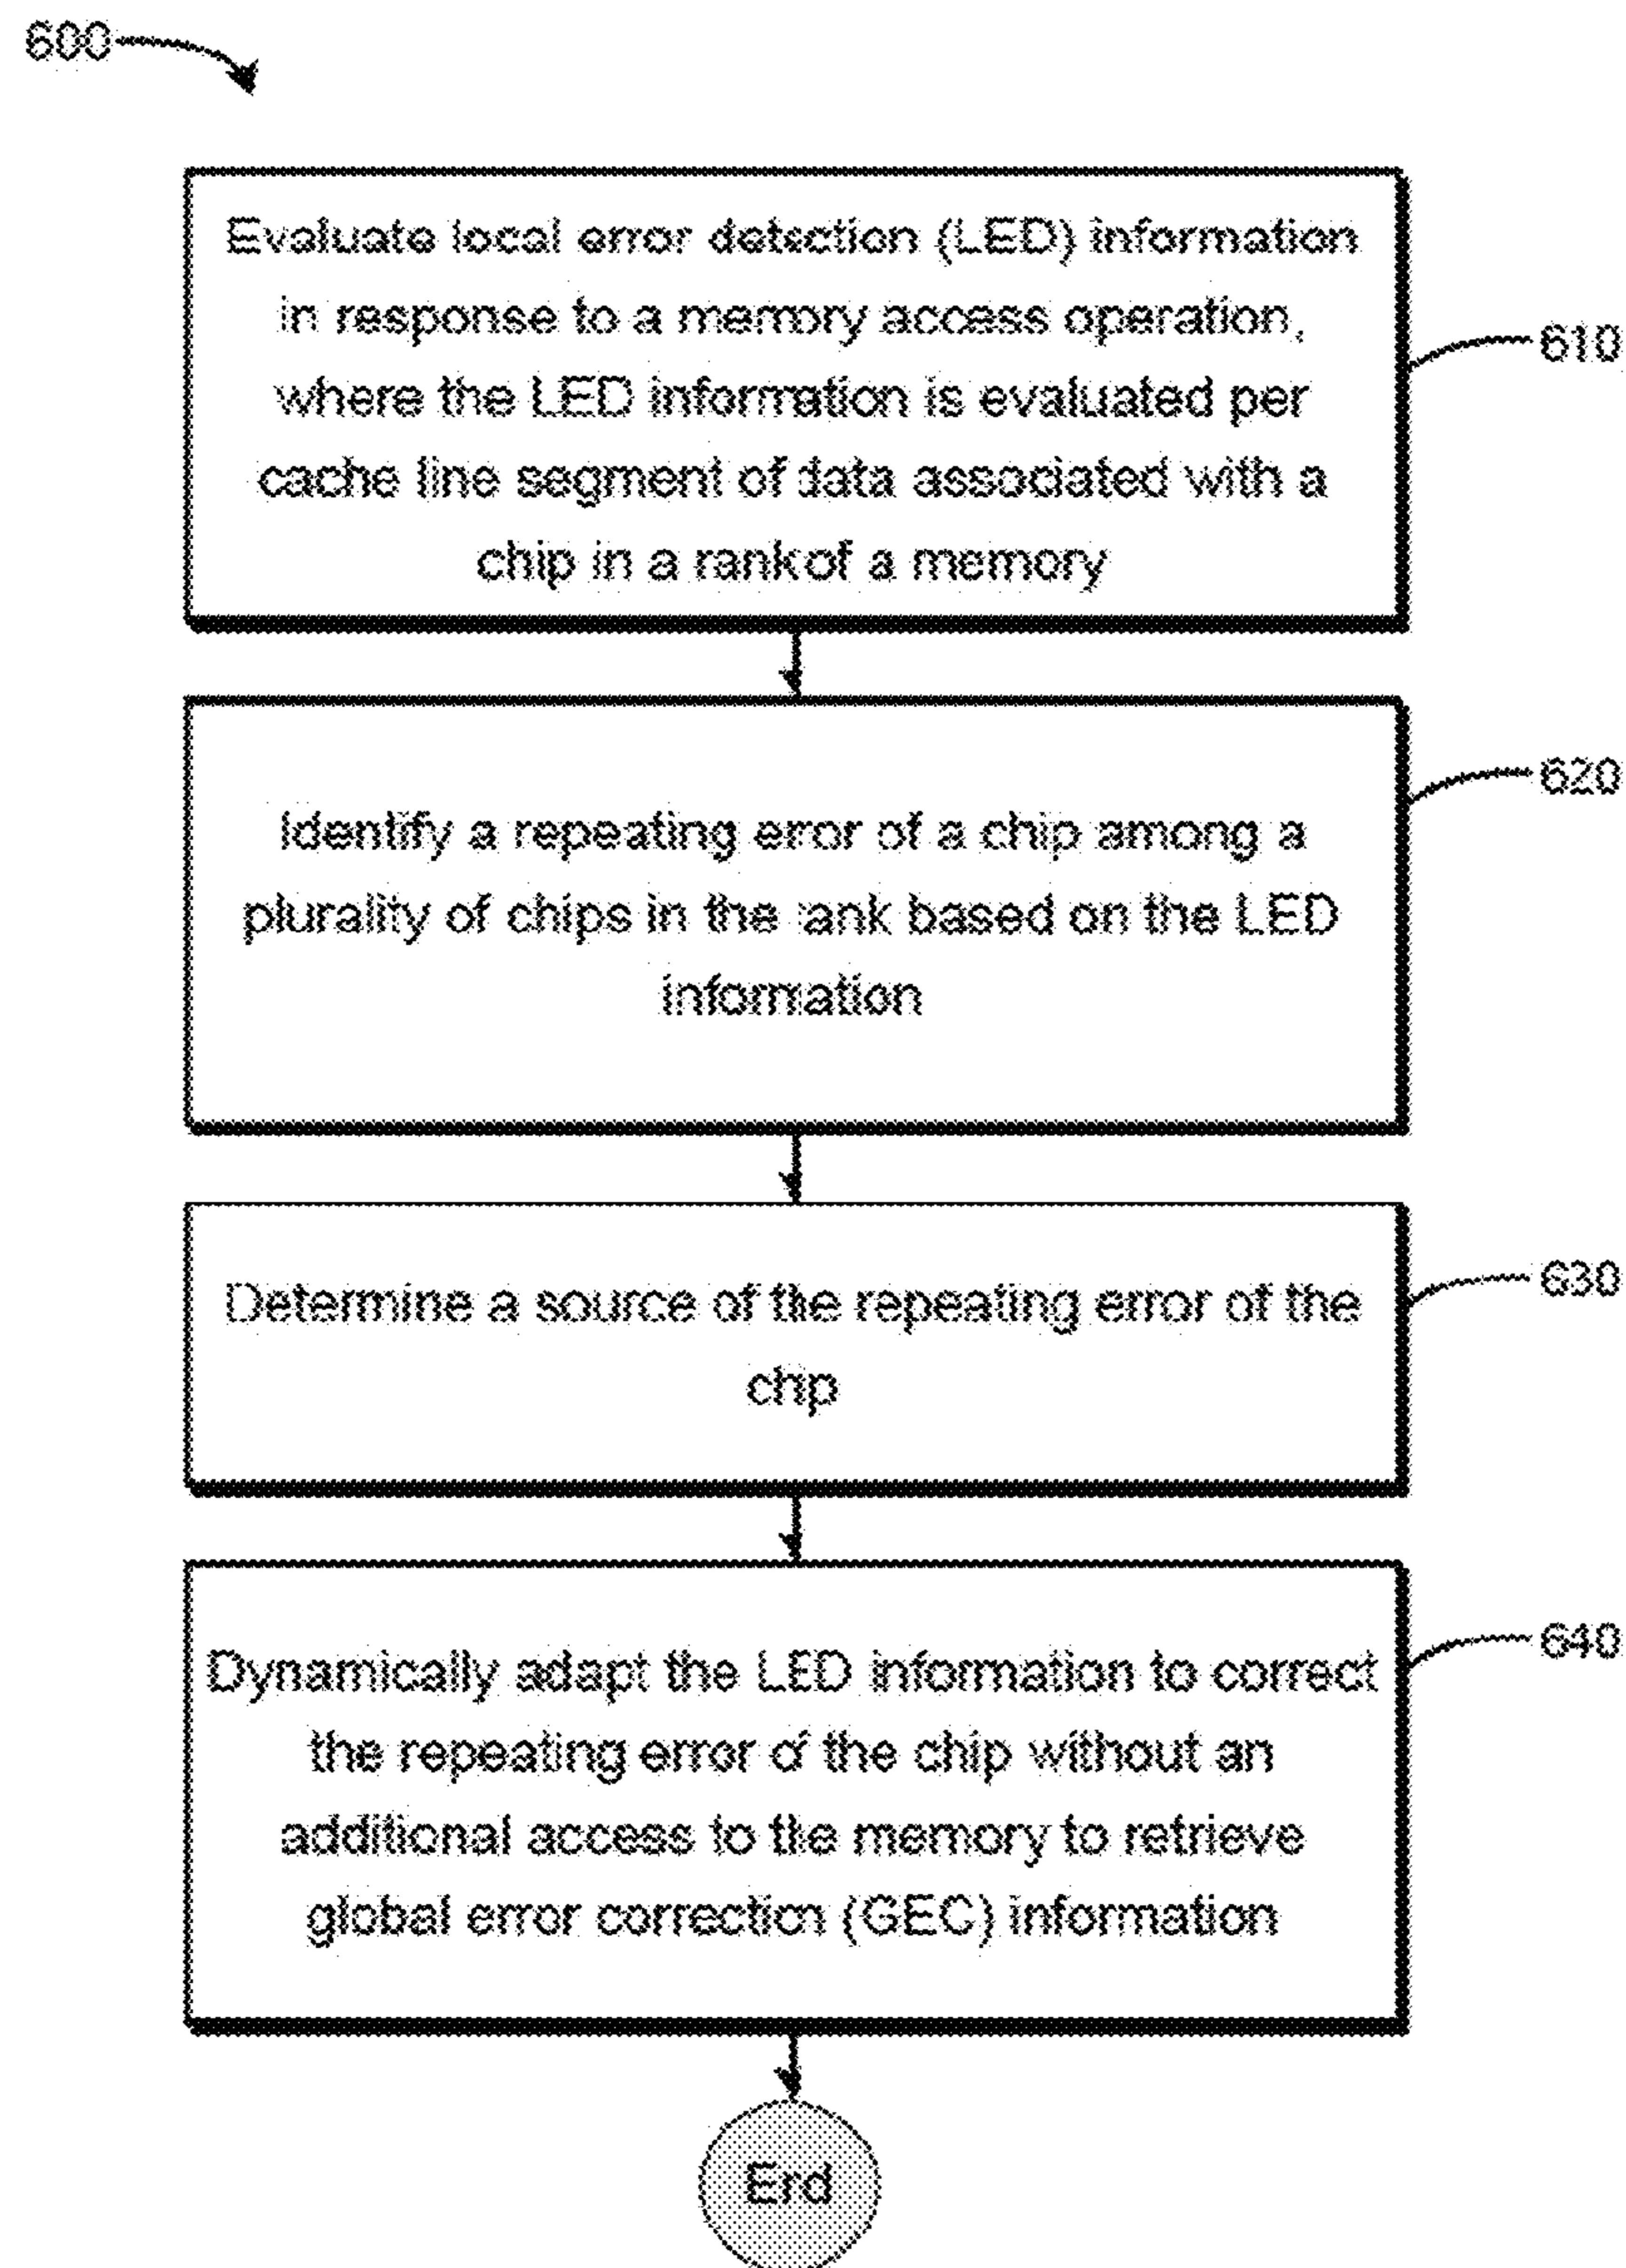 600
Evaluate local error detection (LED) information
in response to a memory access operation,
where the LED information is evaluated per
cache line segment of data associated with a
chip in a rank of a memory
610
Identify a repeating error of a chip among a
plurality of chips in the rank based on the LED
information
620
Determine a source of the repeating error of the
chip
630
Dynamically adapt the LED information to correct
the repeating error of the chip without an
additional access to the memory to retrieve
global error correction (GEC) information
640
End